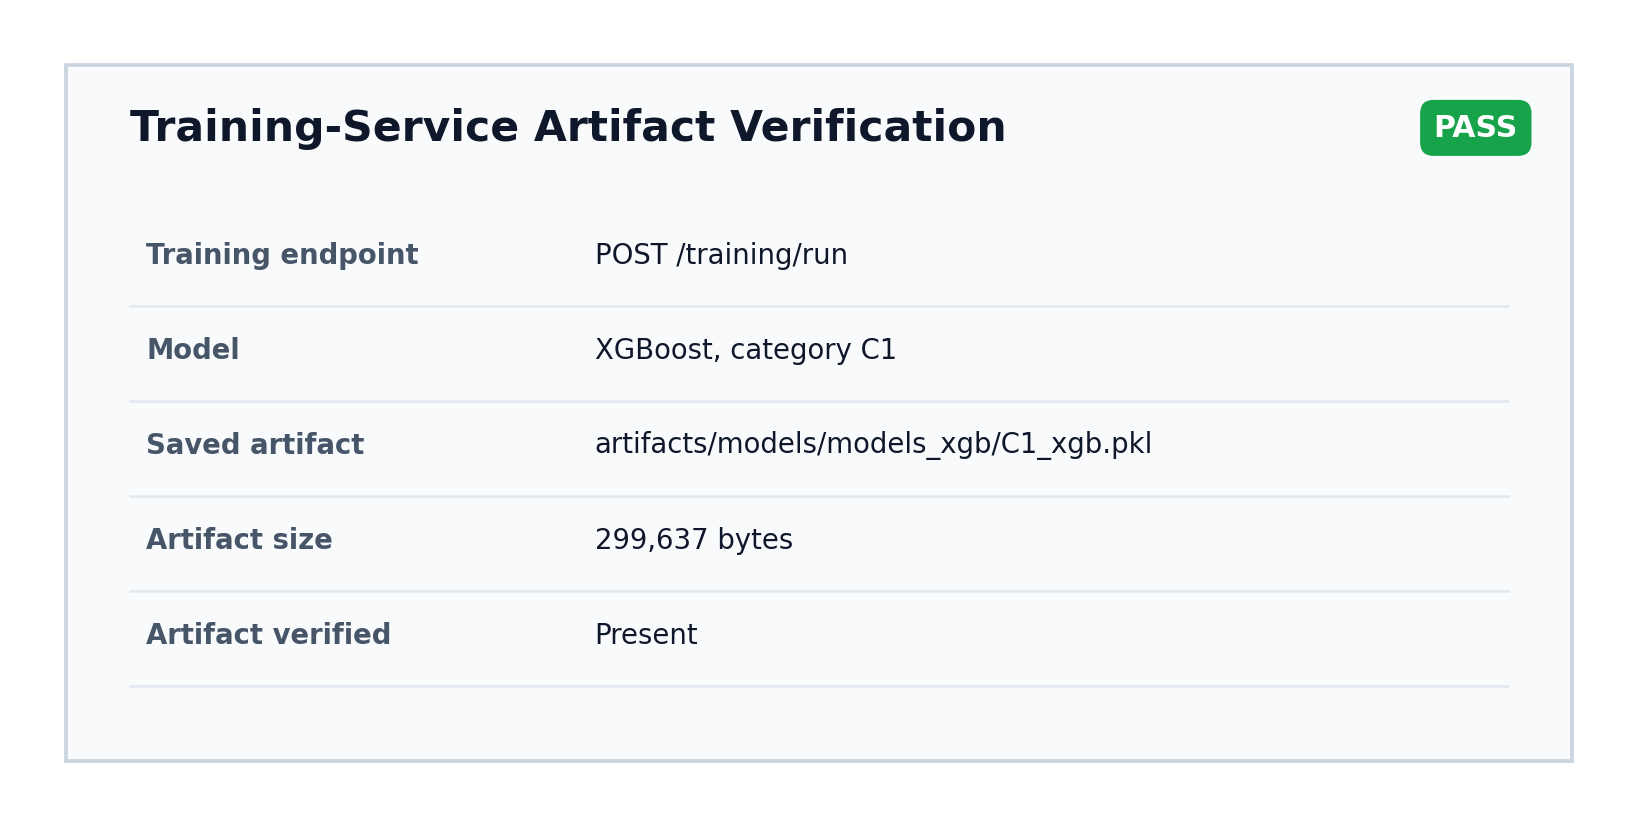 Training-Service Artifact Verification
PASS
Training endpoint POST /training/run
Model XGBoost, category C1
Saved artifact artifacts/models/models_xgb/C1_xgb.pkl
Artifact size 299,637 bytes
Artifact verified Present